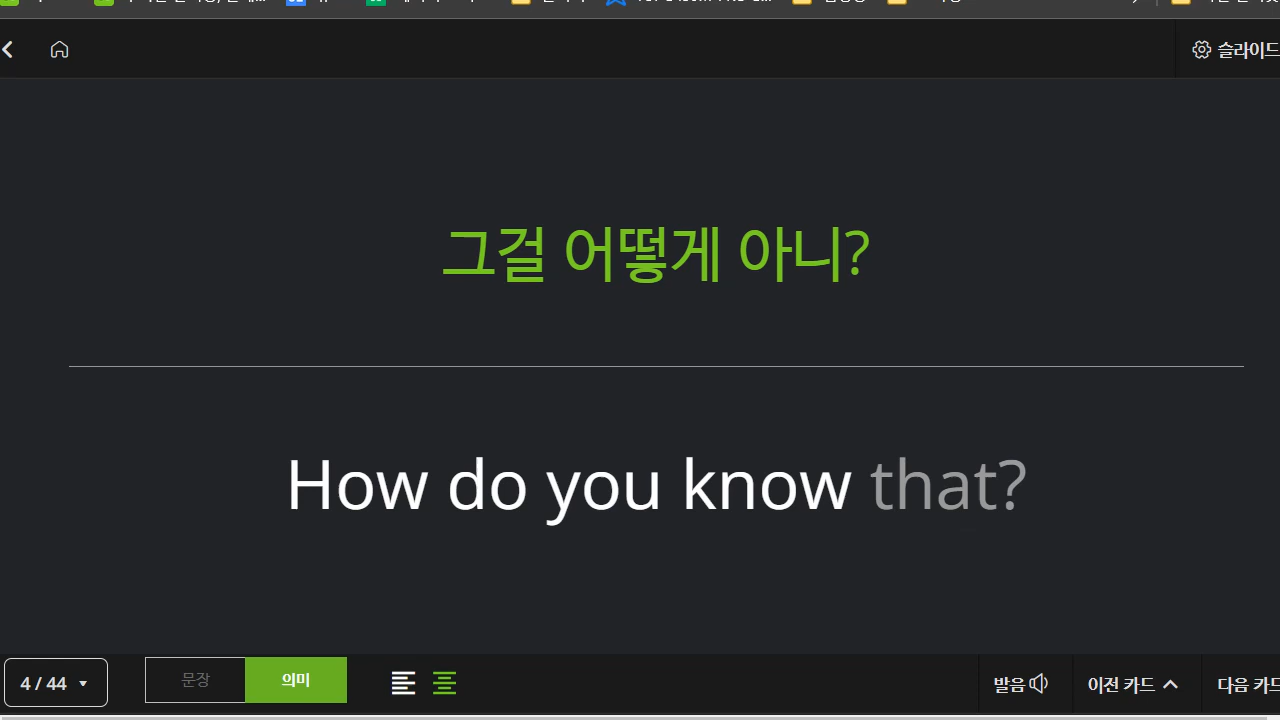 슬라이드
그걸 어떻게 아니?
How do you know that?
4 / 44
문장
의미
발음
이전 카드
다음 카드